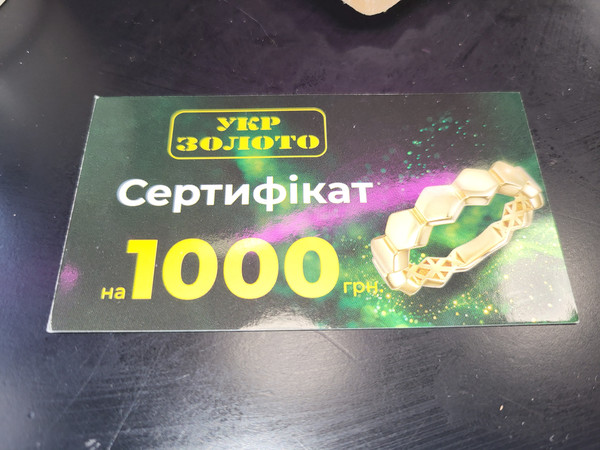 УКР
ЗОЛОТО
Сертифікат
на 1000 грн.